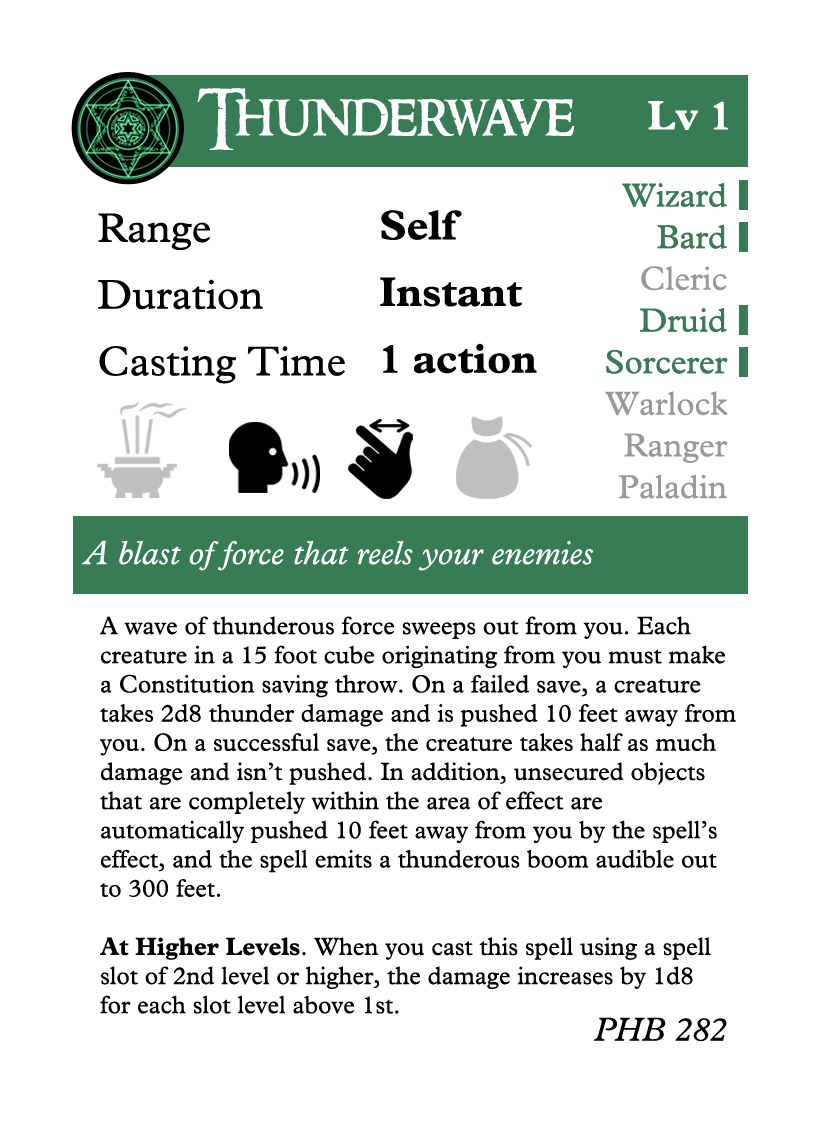 THUNDERWAVE Lv 1
Range Self
Duration Instant
Casting Time 1 action
Wizard
Bard
Cleric
Druid
Sorcerer
Warlock
Ranger
Paladin
A blast of force that reels your enemies
A wave of thunderous force sweeps out from you. Each
creature in a 15 foot cube originating from you must make
a Constitution saving throw. On a failed save, a creature
takes 2d8 thunder damage and is pushed 10 feet away from
you. On a successful save, the creature takes half as much
damage and isn’t pushed. In addition, unsecured objects
that are completely within the area of effect are
automatically pushed 10 feet away from you by the spell’s
effect, and the spell emits a thunderous boom audible out
to 300 feet.
At Higher Levels. When you cast this spell using a spell
slot of 2nd level or higher, the damage increases by 1d8
for each slot level above 1st.
PHB 282